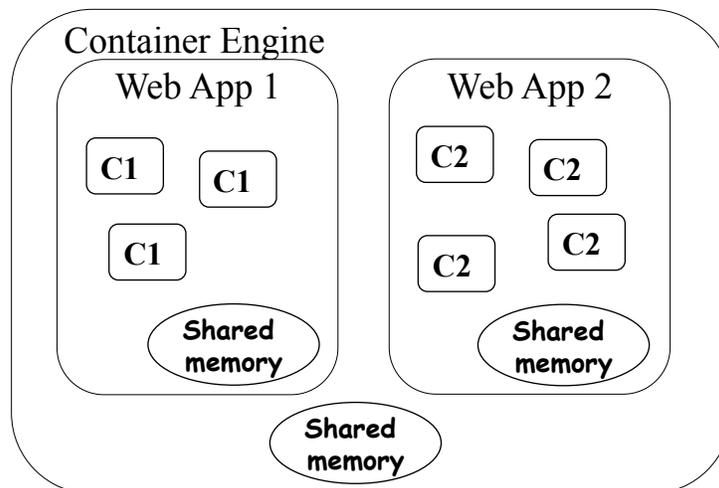 Container Engine
Web App 1
C1
C1
C1
Shared
memory
Web App 2
C2
C2
C2
C2
Shared
memory
Shared
memory